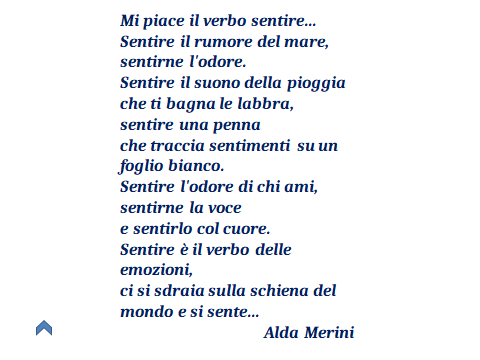 Mi piace il verbo sentire...
Sentire il rumore del mare,
sentirne l'odore.
Sentire il suono della pioggia
che ti bagna le labbra,
sentire una penna
che traccia sentimenti su un
foglio bianco.
Sentire l'odore di chi ami,
sentirne la voce
e sentirlo col cuore.
Sentire è il verbo delle
emozioni,
ci si sdraia sulla schiena del
mondo e si sente...
Alda Merini